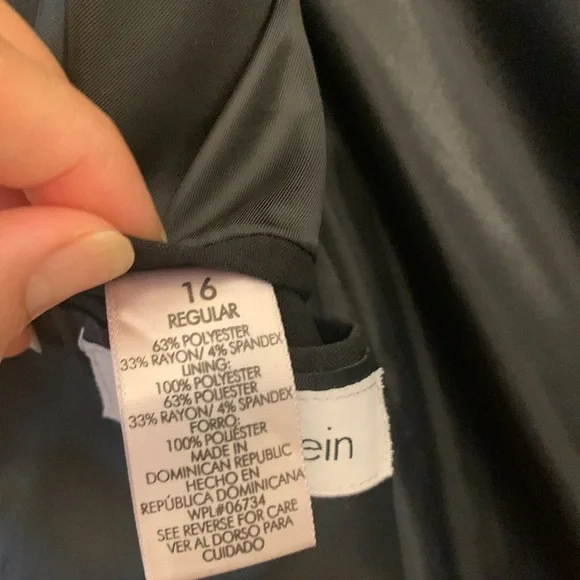 16
REGULAR
63% POLYESTER
33% RAYON/ 4% SPANDEX
LINING:
100% POLYESTER
63% POLIESTER
33% RAYON/ 4% SPANDEX
FORRO:
100% POLIÉSTER
MADE IN
DOMINICAN REPUBLIC
HECHO EN
REPÚBLICA DOMINICANA
WPL#06734
SEE REVERSE FOR CARE
VER AL DORSO PARA
CUIDADO
ein